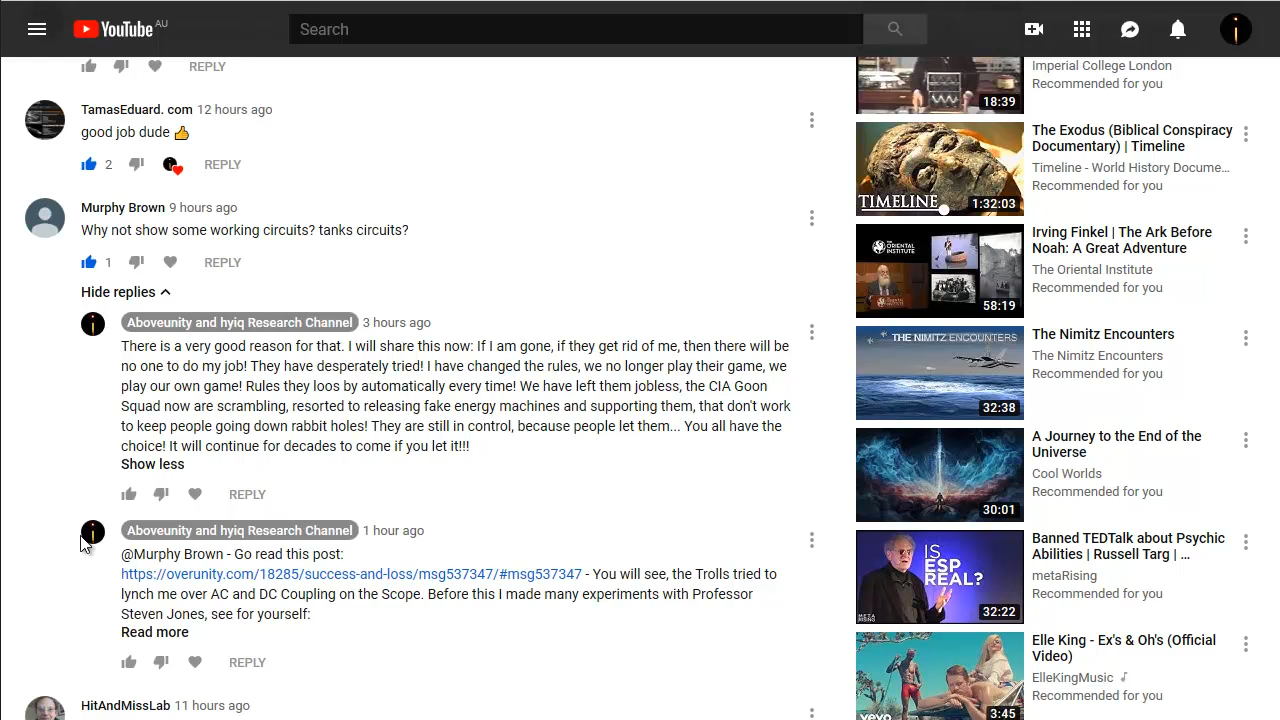 YouTube AU
Search
REPLY
TamasEduard. com 12 hours ago
good job dude 👍
2 REPLY
Murphy Brown 9 hours ago
Why not show some working circuits? tanks circuits?
1 REPLY
Hide replies
Aboveunity and hyiq Research Channel 3 hours ago
There is a very good reason for that. I will share this now: If I am gone, if they get rid of me, then there will be
no one to do my job! They have desperately tried! I have changed the rules, we no longer play their game, we
play our own game! Rules they loos by automatically every time! We have left them jobless, the CIA Goon
Squad now are scrambling, resorted to releasing fake energy machines and supporting them, that don't work
to keep people going down rabbit holes! They are still in control, because people let them... You all have the
choice! It will continue for decades to come if you let it!!!
Show less
REPLY
Aboveunity and hyiq Research Channel 1 hour ago
@Murphy Brown - Go read this post:
https://overunity.com/18285/success-and-loss/msg537347/#msg537347 - You will see, the Trolls tried to
lynch me over AC and DC Coupling on the Scope. Before this I made many experiments with Professor
Steven Jones, see for yourself:
Read more
REPLY
HitAndMissLab 11 hours ago
Imperial College London
Recommended for you
18:39
The Exodus (Biblical Conspiracy
Documentary) | Timeline
Timeline - World History Docume...
Recommended for you
TIMELINE
1:32:03
Irving Finkel | The Ark Before
Noah: A Great Adventure
The Oriental Institute
Recommended for you
THE
ORIENTAL
INSTITUTE
58:19
The Nimitz Encounters
The Nimitz Encounters
Recommended for you
THE NIMITZ ENCOUNTERS
32:38
A Journey to the End of the
Universe
Cool Worlds
Recommended for you
30:01
Banned TEDTalk about Psychic
Abilities | Russell Targ | ...
metaRising
Recommended for you
IS
ESP
REAL?
META
RISING
32:22
Elle King - Ex's & Oh's (Official
Video)
ElleKingMusic
Recommended for you
vevo
3:45